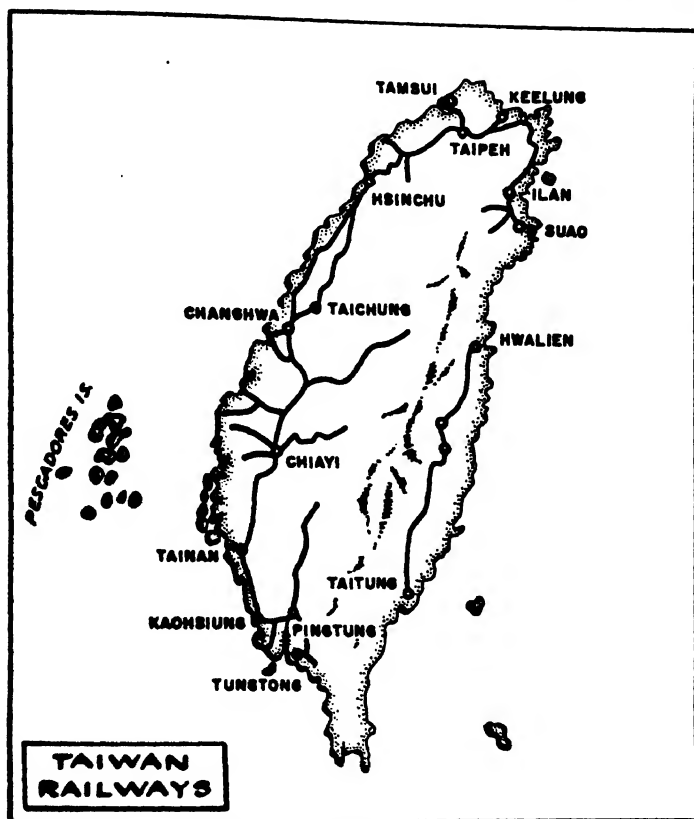 TAMSUI
KEELUNG
TAIPEH
HSINCHU
ILAN
SUAO
CHANGHWA
TAICHUNG
HWALIEN
PESCADORES IS.
CHIAYI
TAINAN
TAITUNG
KAOHSIUNG
PINGTUNG
TUNGTONG
TAIWAN
RAILWAYS